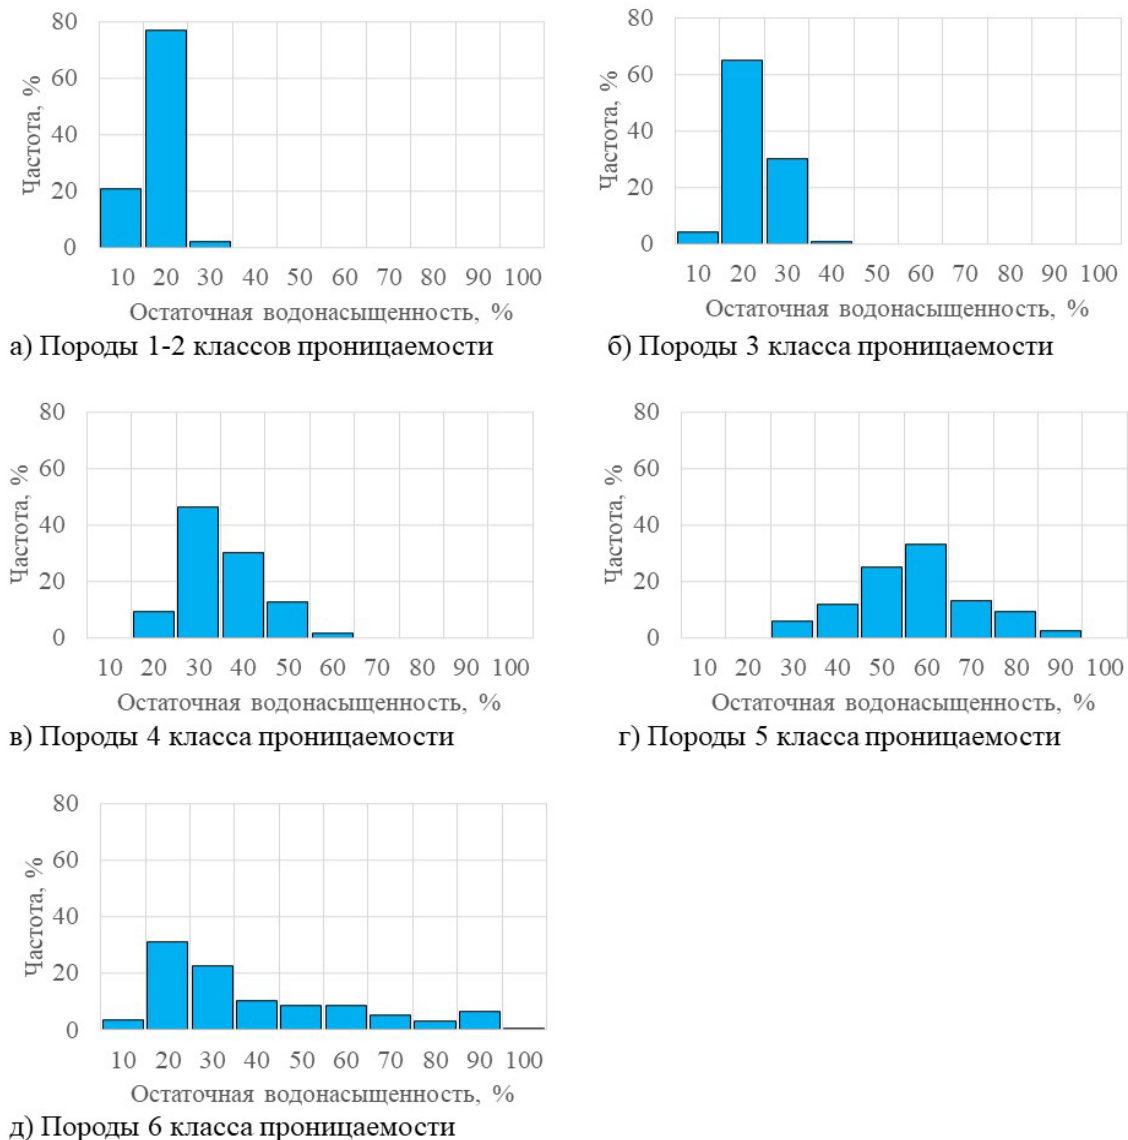 80
60
40
20
0
Частота, %
10 20 30 40 50 60 70 80 90 100
Остаточная водонасыщенность, %
а) Породы 1-2 классов проницаемости
80
60
40
20
0
Частота, %
10 20 30 40 50 60 70 80 90 100
Остаточная водонасыщенность, %
б) Породы 3 класса проницаемости
80
60
40
20
0
Частота, %
10 20 30 40 50 60 70 80 90 100
Остаточная водонасыщенность, %
в) Породы 4 класса проницаемости
80
60
40
20
0
Частота, %
10 20 30 40 50 60 70 80 90 100
Остаточная водонасыщенность, %
г) Породы 5 класса проницаемости
80
60
40
20
0
Частота, %
10 20 30 40 50 60 70 80 90 100
Остаточная водонасыщенность, %
д) Породы 6 класса проницаемости